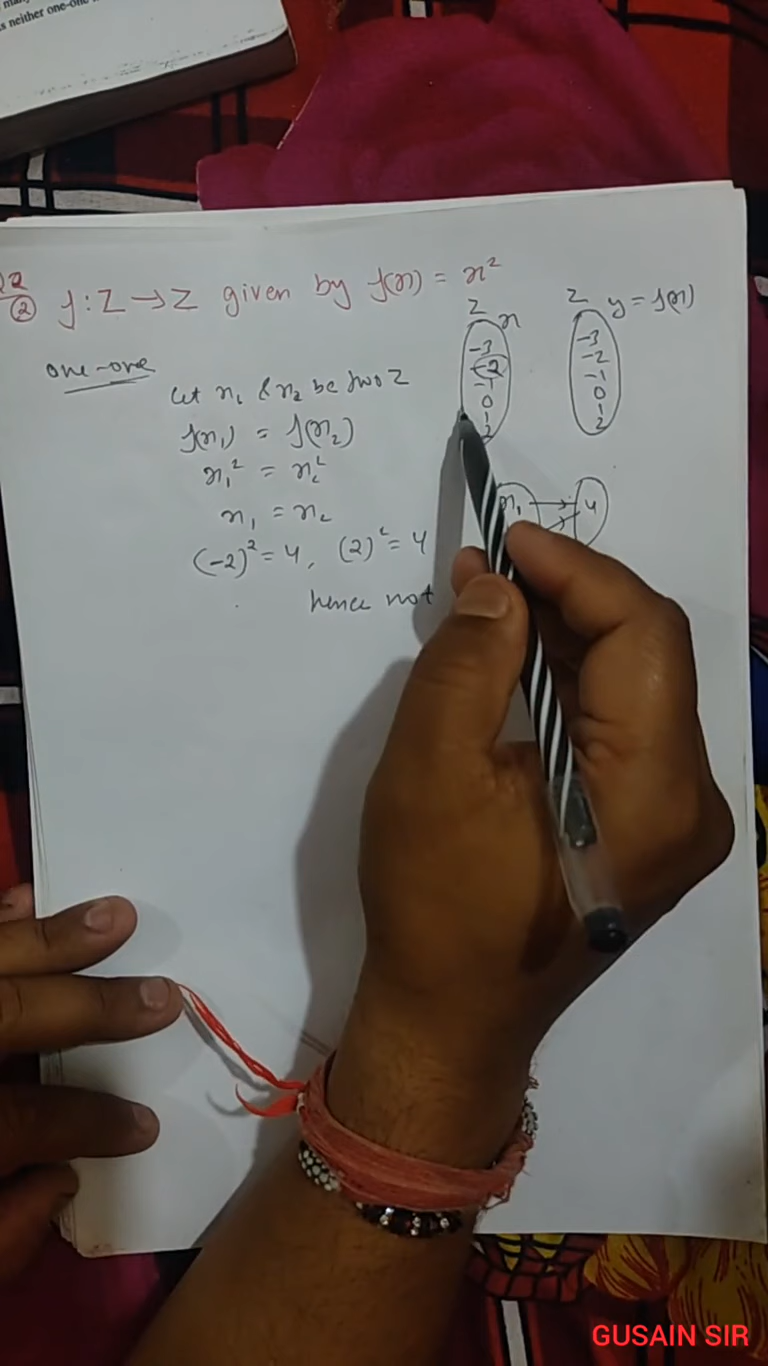 s neither one-one
Q2
② f : Z → Z given by f(x) = x²
one-one
let x₁ & x₂ be two Z
f(x₁) = f(x₂)
x₁² = x₂²
x₁ = x₂
(-2)² = 4, (2)² = 4
hence not
Z x
-3
-2
-1
0
1
2
Z y = f(x)
-3
-2
-1
0
1
2
x₁ 4
GUSAIN SIR